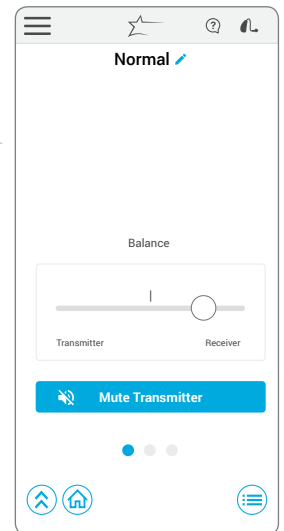 ?
Normal
Balance
Transmitter Receiver
Mute Transmitter